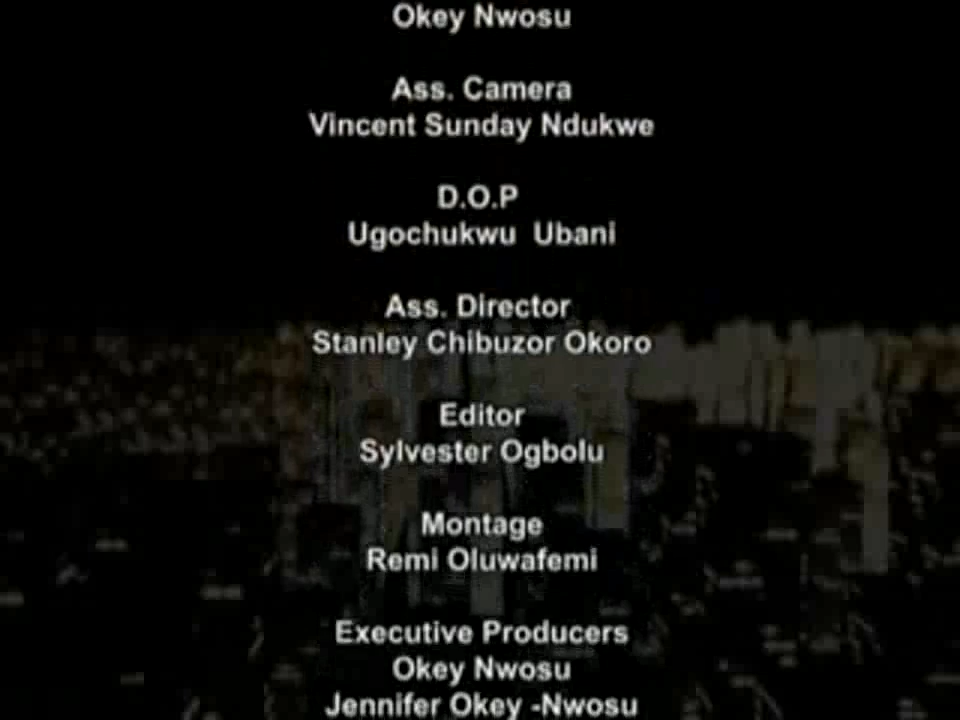 Okey Nwosu
Ass. Camera
Vincent Sunday Ndukwe
D.O.P
Ugochukwu Ubani
Ass. Director
Stanley Chibuzor Okoro
Editor
Sylvester Ogbolu
Montage
Remi Oluwafemi
Executive Producers
Okey Nwosu
Jennifer Okey -Nwosu